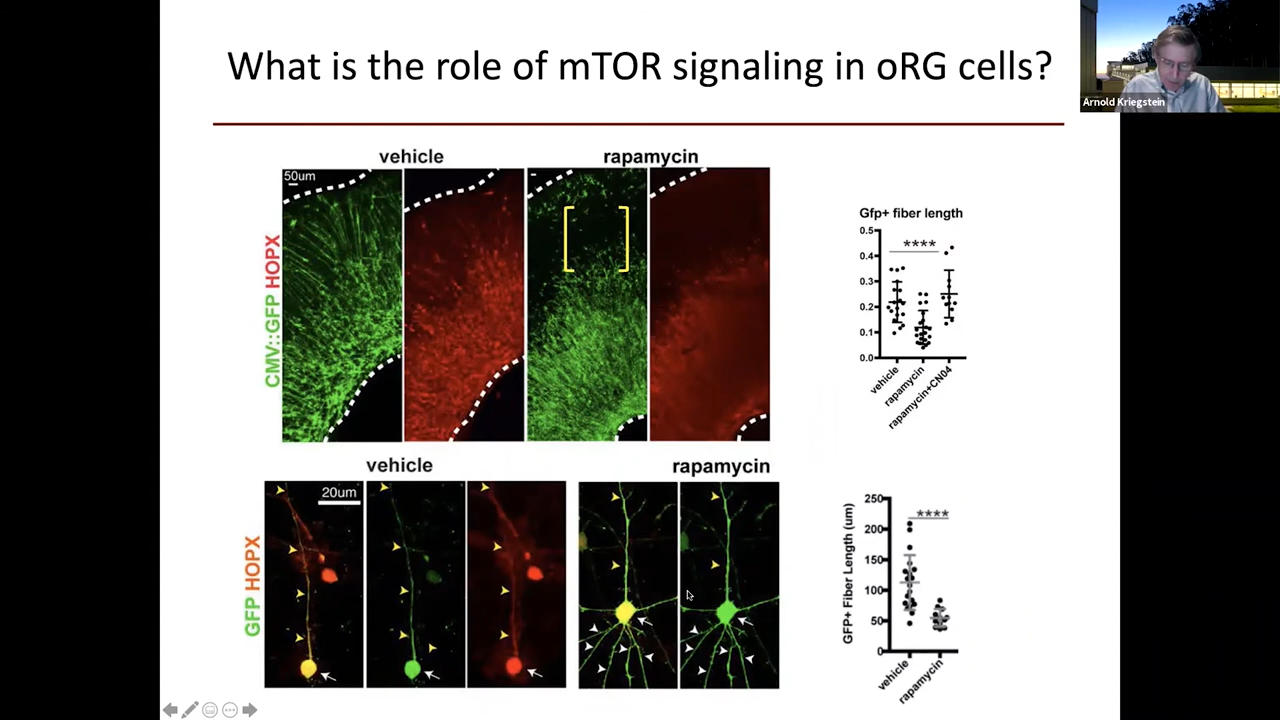 What is the role of mTOR signaling in oRG cells?
Arnold Kriegstein
vehicle
rapamycin
50um
CMV::GFP HOPX
Gfp+ fiber length
0.5
0.4
0.3
0.2
0.1
0.0
****
vehicle
rapamycin
rapamycin+CN04
vehicle
rapamycin
20um
GFP HOPX
GFP+ Fiber Length (um)
250
200
150
100
50
0
****
vehicle
rapamycin